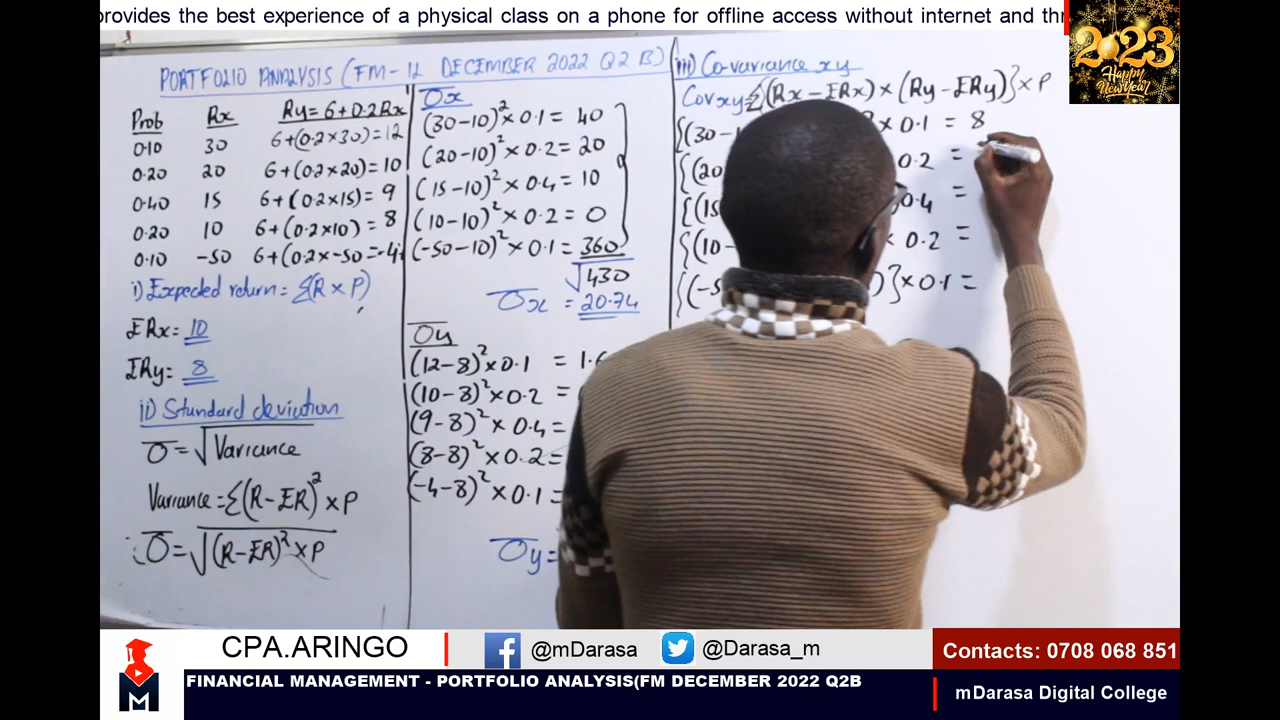 provides the best experience of a physical class on a phone for offline access without internet and thr
2023
Happy
New Year
PORTFOLIO ANALYSIS (FM-12 DECEMBER 2022 Q2 B)
Prob Rx Ry = 6+0.2Rx
0.10 30 6+(0.2×30)=12
0.20 20 6+(0.2×20)=10
0.40 15 6+(0.2×15)=9
0.20 10 6+(0.2×10)=8
0.10 -50 6+(0.2×-50=-4
i) Expected return = Σ(R×P)
ERx= 10
ERy= 8
ii) Standard deviation
σ=√Variance
Variance=Σ(R-ER)²×P
∴σ=√(R-ER)²×P
σx
(30-10)²×0.1= 40
(20-10)²×0.2= 20
(15-10)²×0.4= 10
(10-10)²×0.2= 0
(-50-10)²×0.1= 360
√430
σx = 20.74
σy
(12-8)²×0.1 = 1.6
(10-8)²×0.2 =
(9-8)²×0.4=
(8-8)²×0.2=
(-4-8)²×0.1=
σy=
iii) Co-variance xy
Cov xy=Σ{(Rx-ERx)×(Ry-ERy)}×P
{(30- ×0.1 = 8
{(20 0.2 =
{(15 0.4 =
{(10- × 0.2 =
{(-5 )}×0.1=
CPA.ARINGO
@mDarasa
@Darasa_m
Contacts: 0708 068 851
M
FINANCIAL MANAGEMENT - PORTFOLIO ANALYSIS(FM DECEMBER 2022 Q2B
mDarasa Digital College